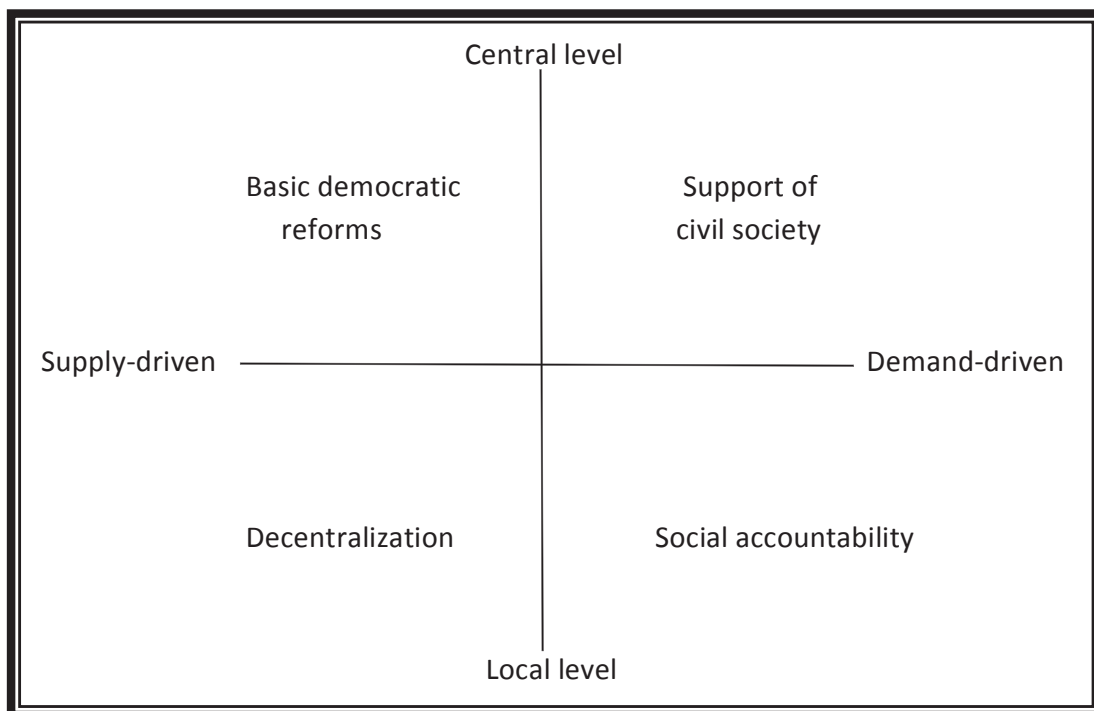 Central level
Basic democratic
reforms
Support of
civil society
Supply-driven
Demand-driven
Decentralization
Social accountability
Local level